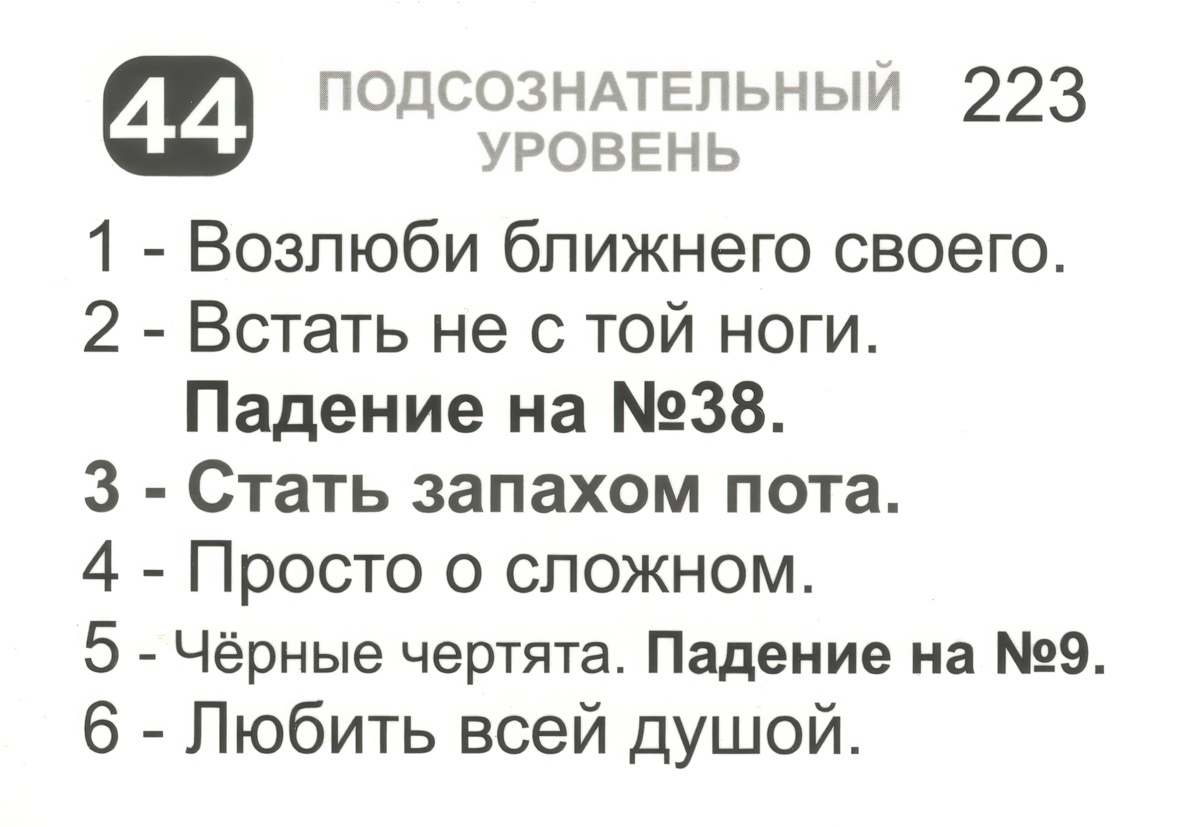 44 ПОДСОЗНАТЕЛЬНЫЙ 223
УРОВЕНЬ
1 - Возлюби ближнего своего.
2 - Встать не с той ноги.
Падение на №38.
3 - Стать запахом пота.
4 - Просто о сложном.
5 - Чёрные чертята. Падение на №9.
6 - Любить всей душой.